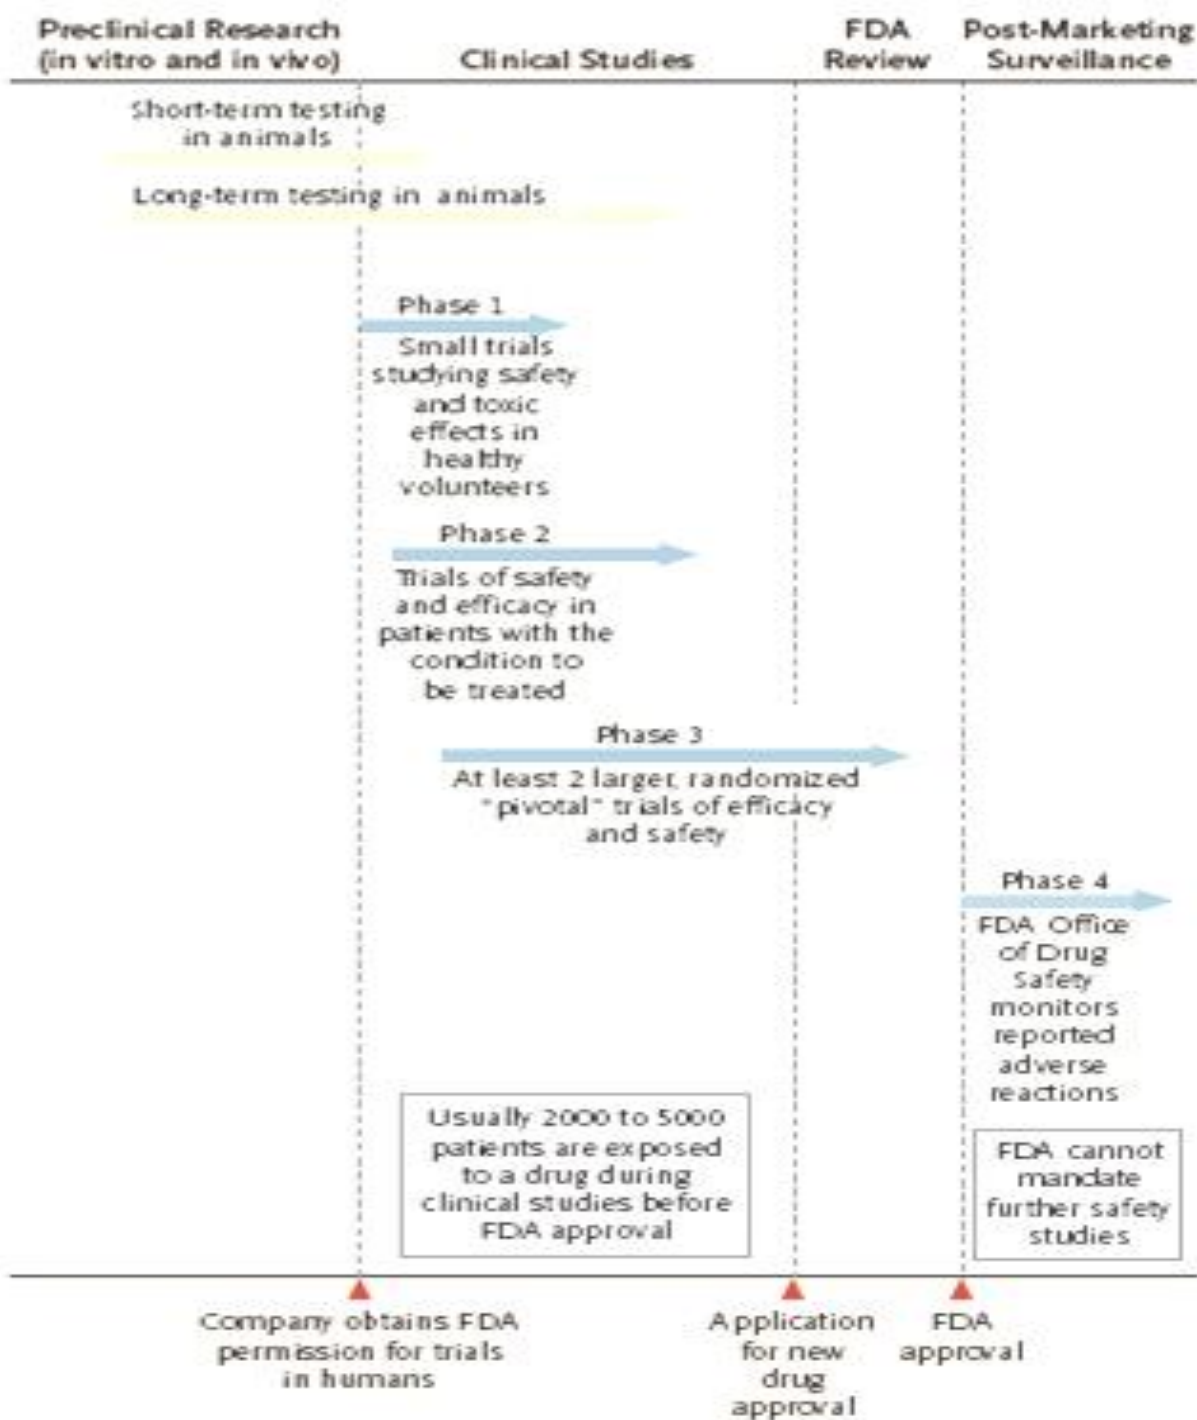 Preclinical Research
(in vitro and in vivo)
Clinical Studies
FDA
Review
Post-Marketing
Surveillance
Short-term testing
in animals
Long-term testing in animals
Phase 1
Small trials
studying safety
and toxic
effects in
healthy
volunteers
Phase 2
Trials of safety
and efficacy in
patients with the
condition to
be treated
Phase 3
At least 2 larger, randomized
"pivotal" trials of efficacy
and safety
Phase 4
FDA Office
of Drug
Safety
monitors
reported
adverse
reactions
Usually 2000 to 5000
patients are exposed
to a drug during
clinical studies before
FDA approval
FDA cannot
mandate
further safety
studies
Company obtains FDA
permission for trials
in humans
Application
for new
drug
approval
FDA
approval